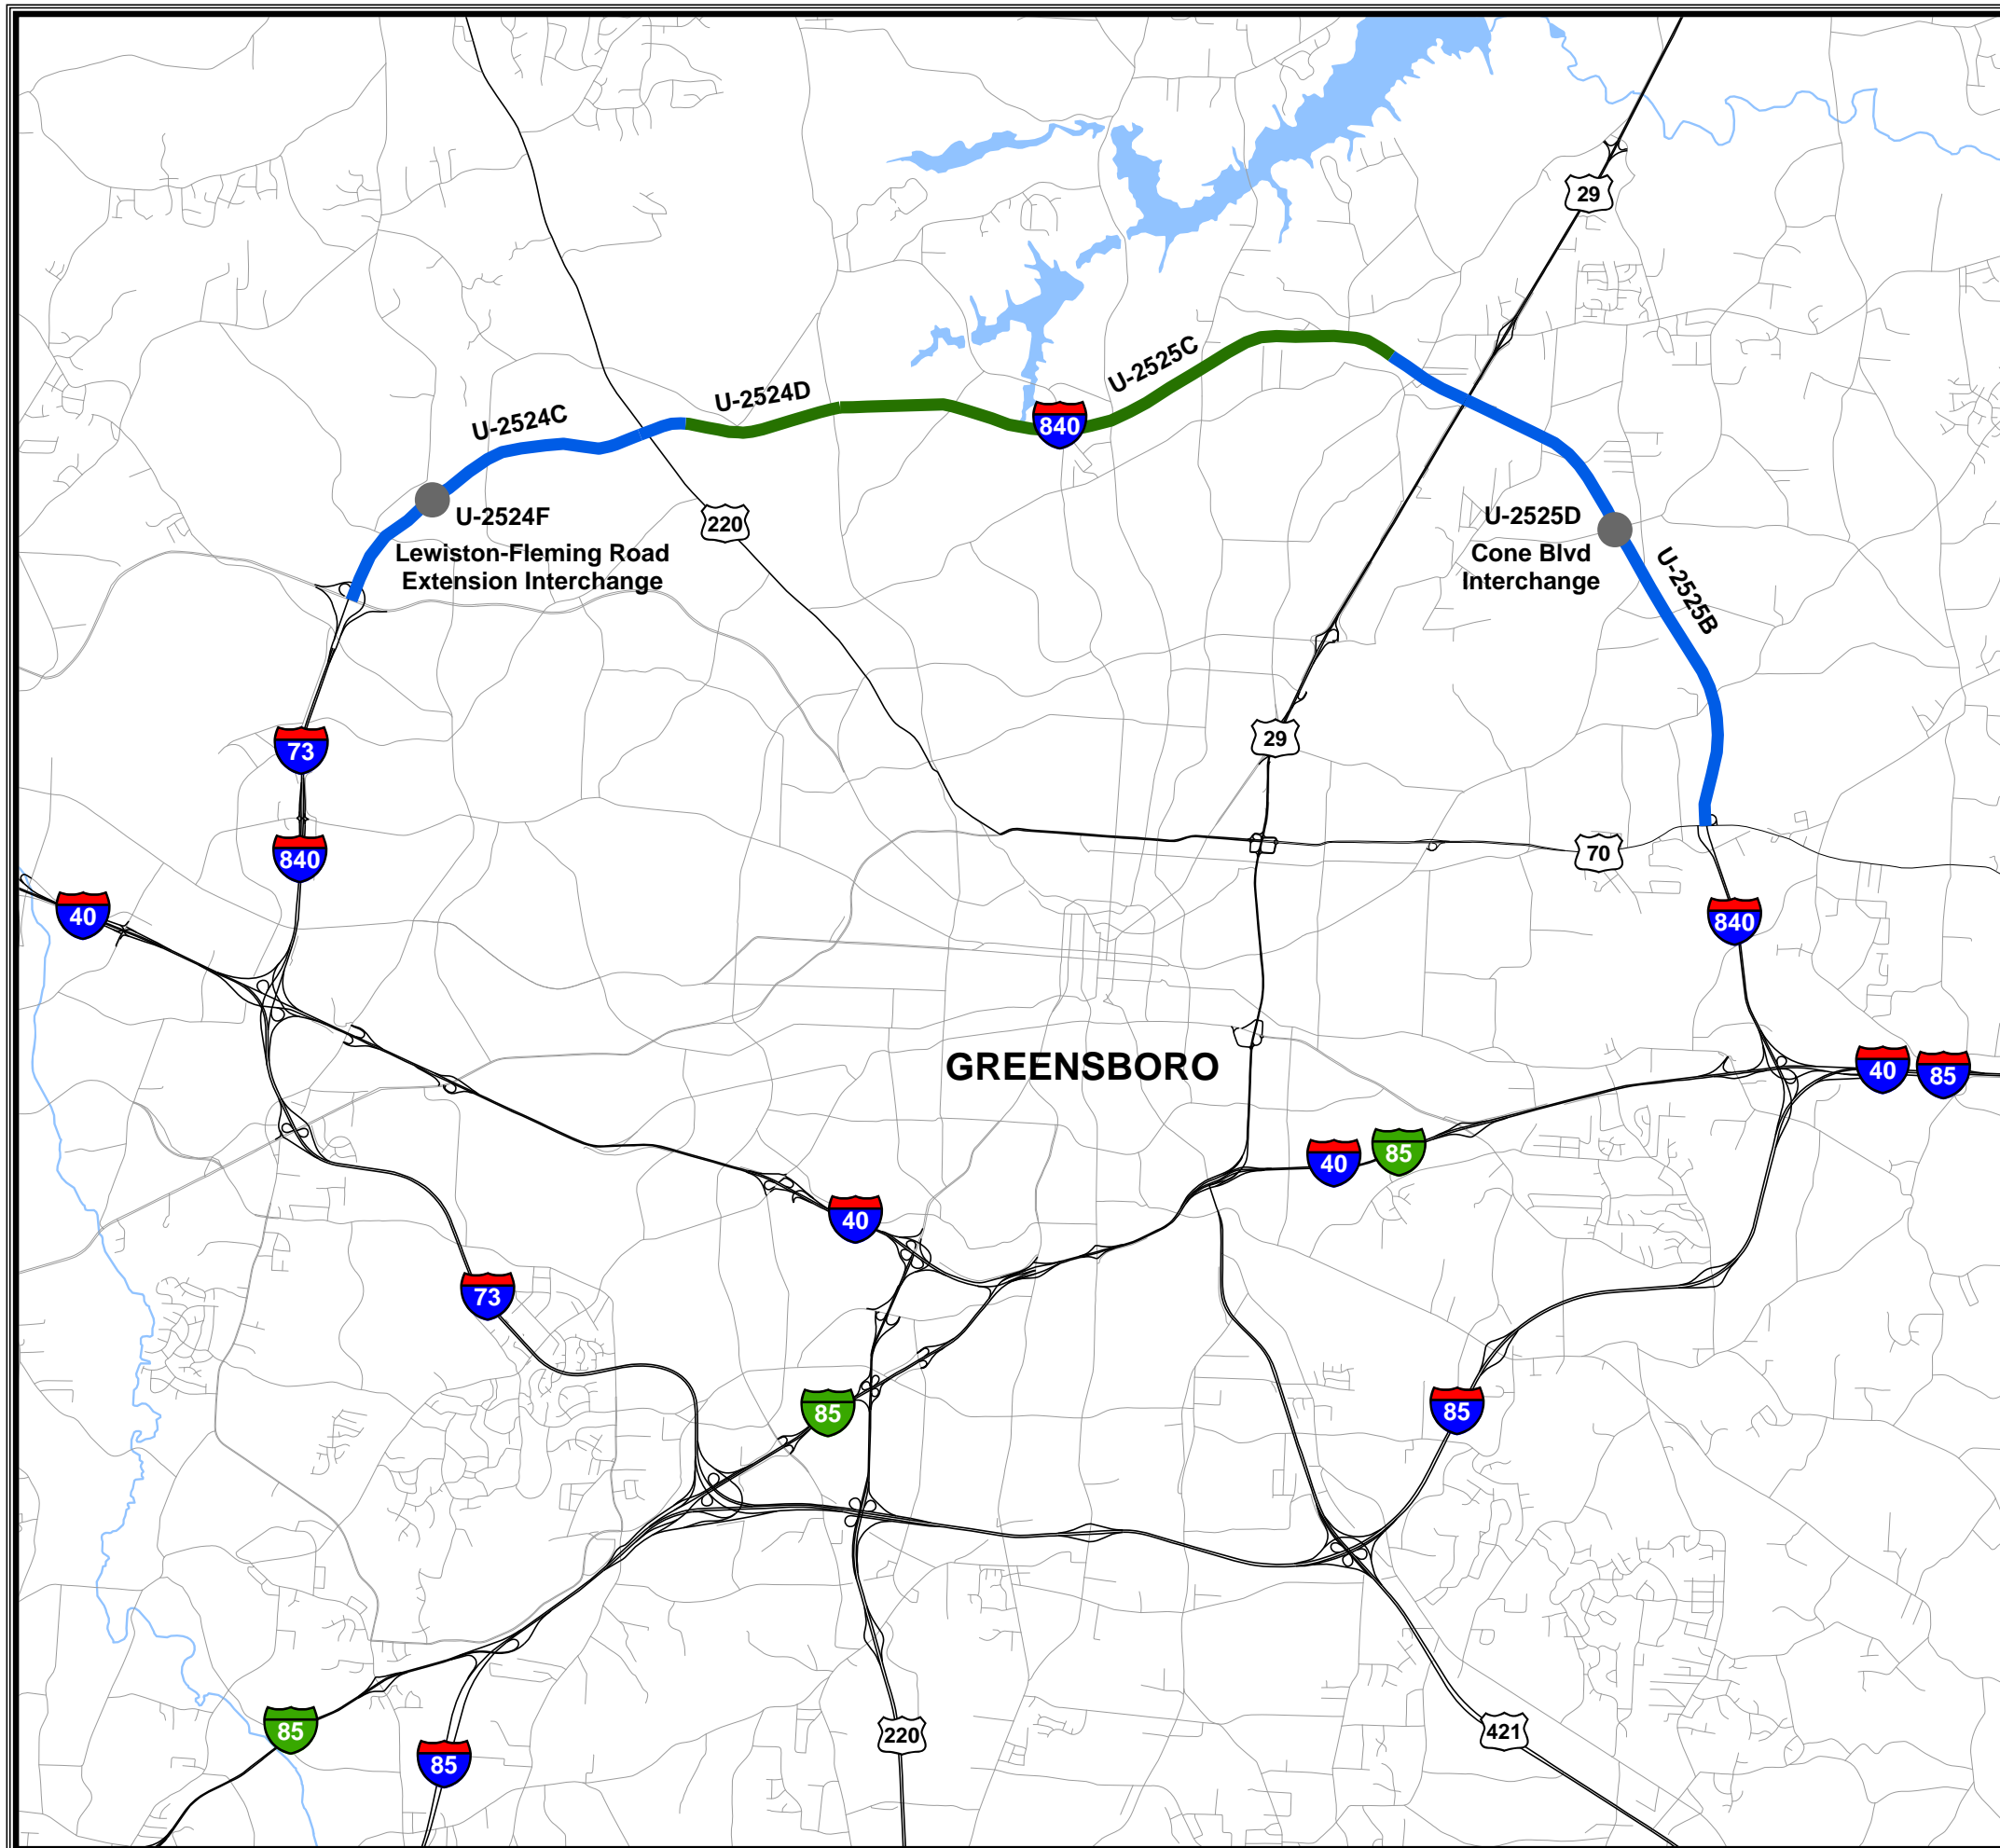 29
U-2525C
U-2524D
U-2524C
840
U-2524F
Lewiston-Fleming Road
Extension Interchange
220
U-2525D
Cone Blvd
Interchange
U-2525B
73
29
840
70
40
840
GREENSBORO
40
85
40
85
40
73
85
85
85
85
220
421